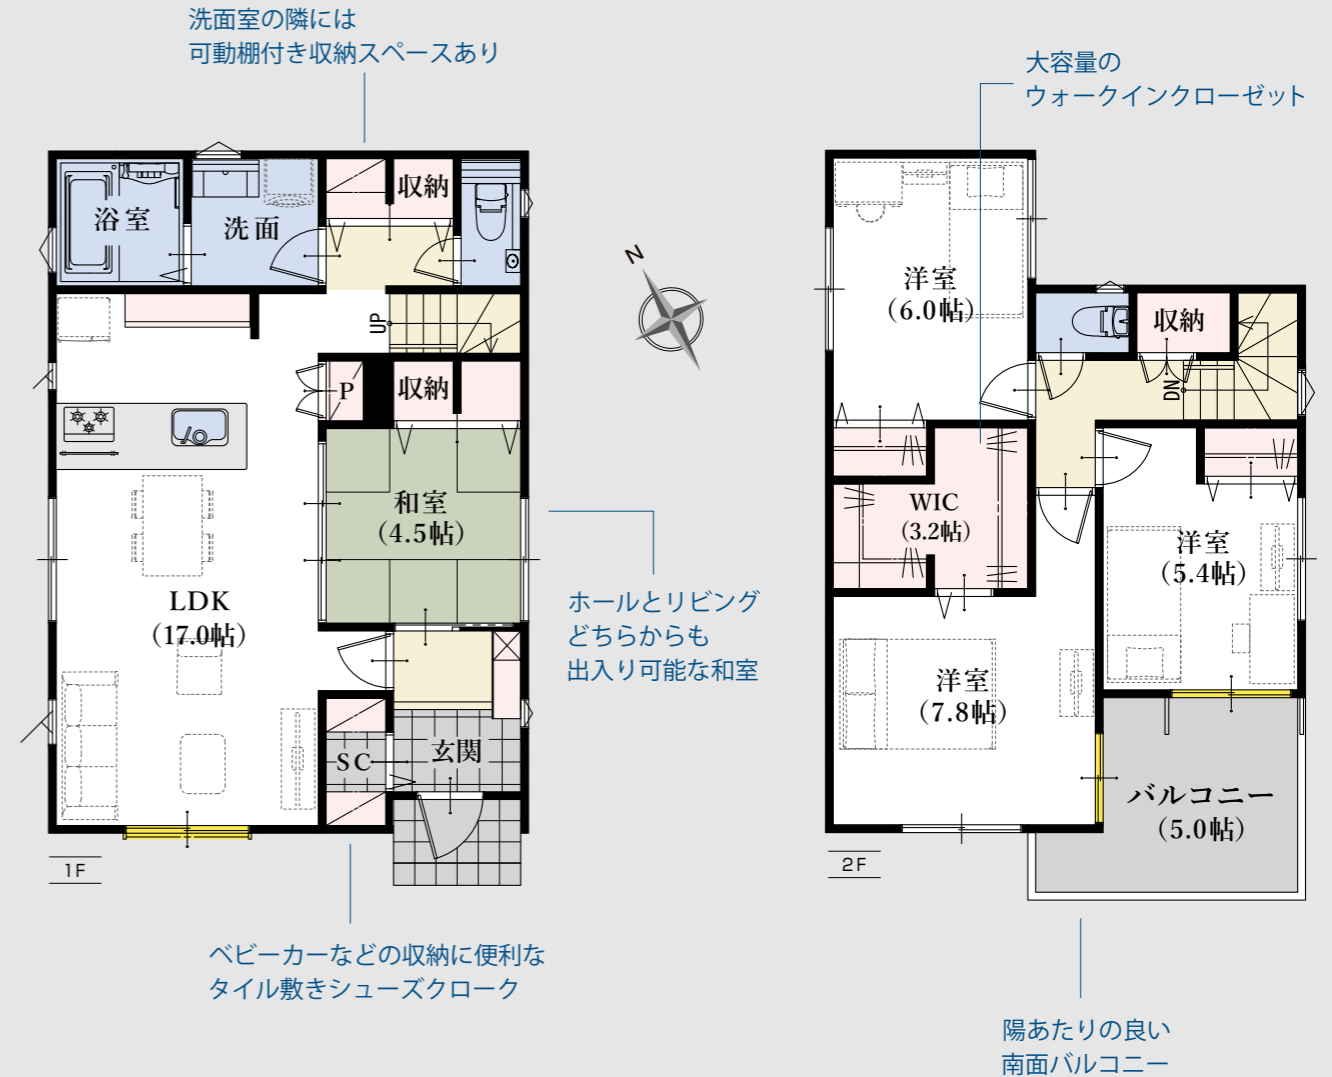 洗面室の隣には
可動棚付き収納スペースあり
大容量の
ウォークインクローゼット
浴室
洗面
収納
UP
P
収納
和室
(4.5帖)
LDK
(17.0帖)
SC
玄関
1F
ホールとリビング
どちらからも
出入り可能な和室
ベビーカーなどの収納に便利な
タイル敷きシューズクローク
N
洋室
(6.0帖)
収納
DN
WIC
(3.2帖)
洋室
(5.4帖)
洋室
(7.8帖)
バルコニー
(5.0帖)
2F
陽あたりの良い
南面バルコニー